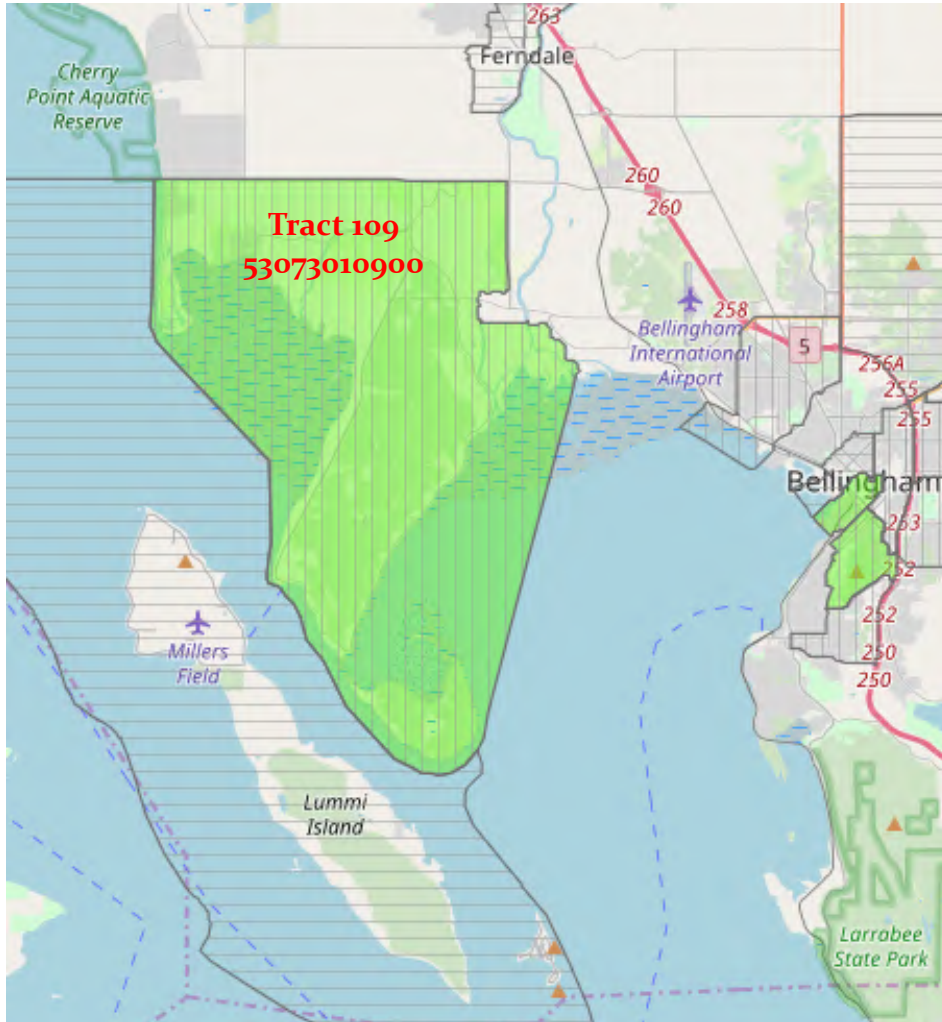 263
Ferndale
Cherry
Point Aquatic
Reserve
260
260
Tract 109
53073010900
258
Bellingham
International
Airport
5
256A
255
255
Bellingham
253
252
252
250
250
Millers
Field
Lummi
Island
Larrabee
State Park